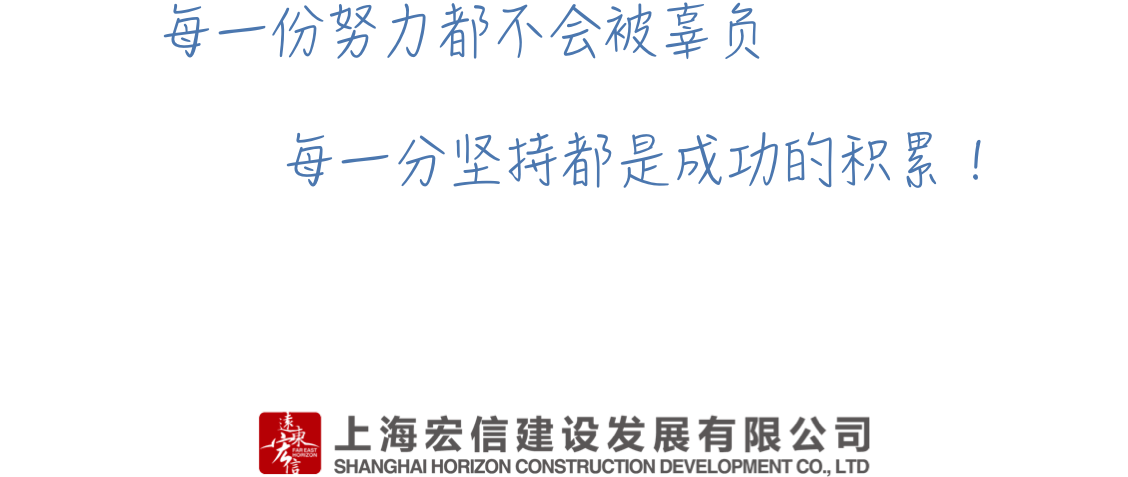 每一份努力都不会被辜负
每一分坚持都是成功的积累！
遠東宏信
FAR EAST
HORIZON
上海宏信建设发展有限公司
SHANGHAI HORIZON CONSTRUCTION DEVELOPMENT CO., LTD